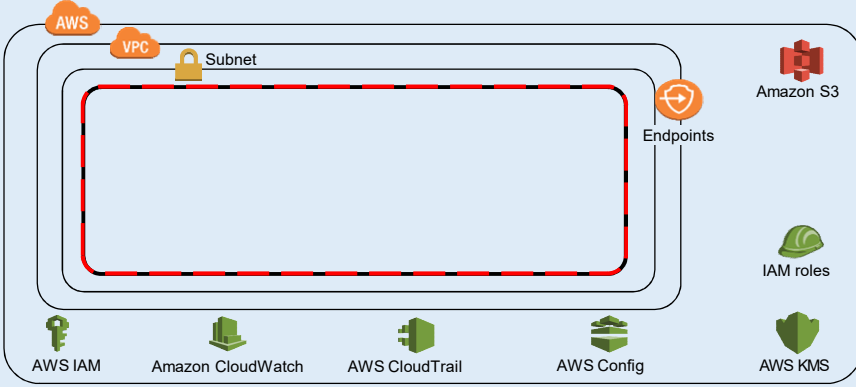 AWS
VPC
Subnet
Amazon S3
Endpoints
IAM roles
AWS IAM
Amazon CloudWatch
AWS CloudTrail
AWS Config
AWS KMS